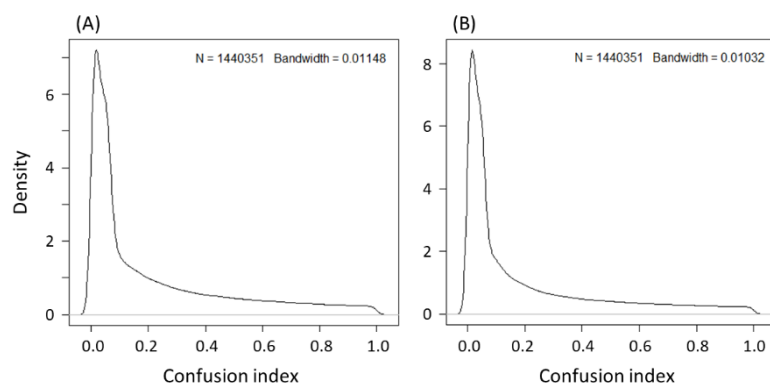 (A)
N = 1440351 Bandwidth = 0.01148
Density
6
4
2
0
0.0 0.2 0.4 0.6 0.8 1.0
Confusion index
(B)
N = 1440351 Bandwidth = 0.01032
8
6
4
2
0
0.0 0.2 0.4 0.6 0.8 1.0
Confusion index